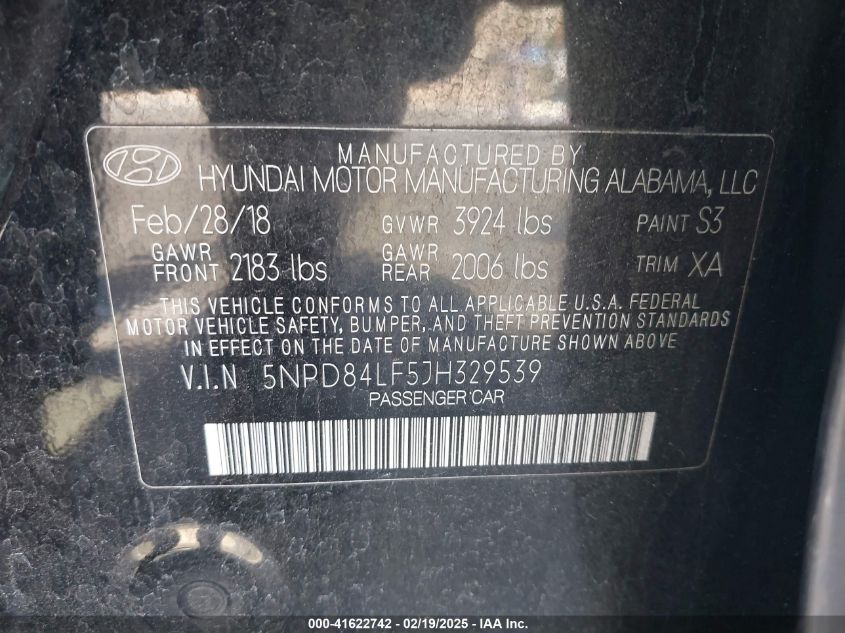 MANUFACTURED BY
HYUNDAI MOTOR MANUFACTURING ALABAMA, LLC
Feb/28/18 GVWR 3924 lbs PAINT S3
GAWR FRONT 2183 lbs GAWR REAR 2006 lbs TRIM XA
THIS VEHICLE CONFORMS TO ALL APPLICABLE U.S.A. FEDERAL
MOTOR VEHICLE SAFETY, BUMPER, AND THEFT PREVENTION STANDARDS
IN EFFECT ON THE DATE OF MANUFACTURE SHOWN ABOVE.
V.I.N 5NPD84LF5JH329539
PASSENGER CAR
000-41622742 - 02/19/2025 - IAA Inc.